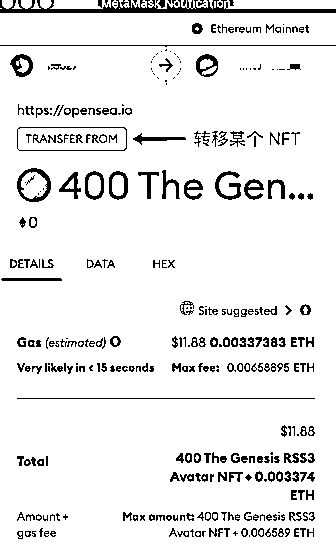 MetaMask Notification
Ethereum Mainnet
https://opensea.io
TRANSFER FROM 转移某个 NFT
400 The Gen...
0
DETAILS DATA HEX
Site suggested
Gas (estimated) $11.88 0.00337383 ETH
Very likely in < 15 seconds Max fee: 0.00658895 ETH
$11.88
Total 400 The Genesis RSS3
Avatar NFT + 0.003374
ETH
Amount + Max amount: 400 The Genesis RSS3
gas fee Avatar NFT + 0.006589 ETH